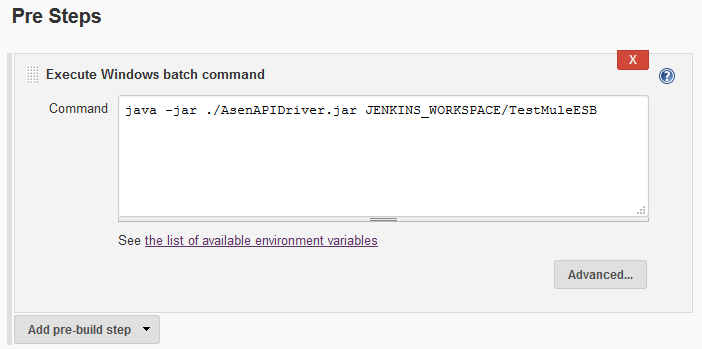 Pre Steps
X
Execute Windows batch command
?
Command
java -jar ./AsenAPIDriver.jar JENKINS_WORKSPACE/TestMuleESB
See the list of available environment variables
Advanced...
Add pre-build step